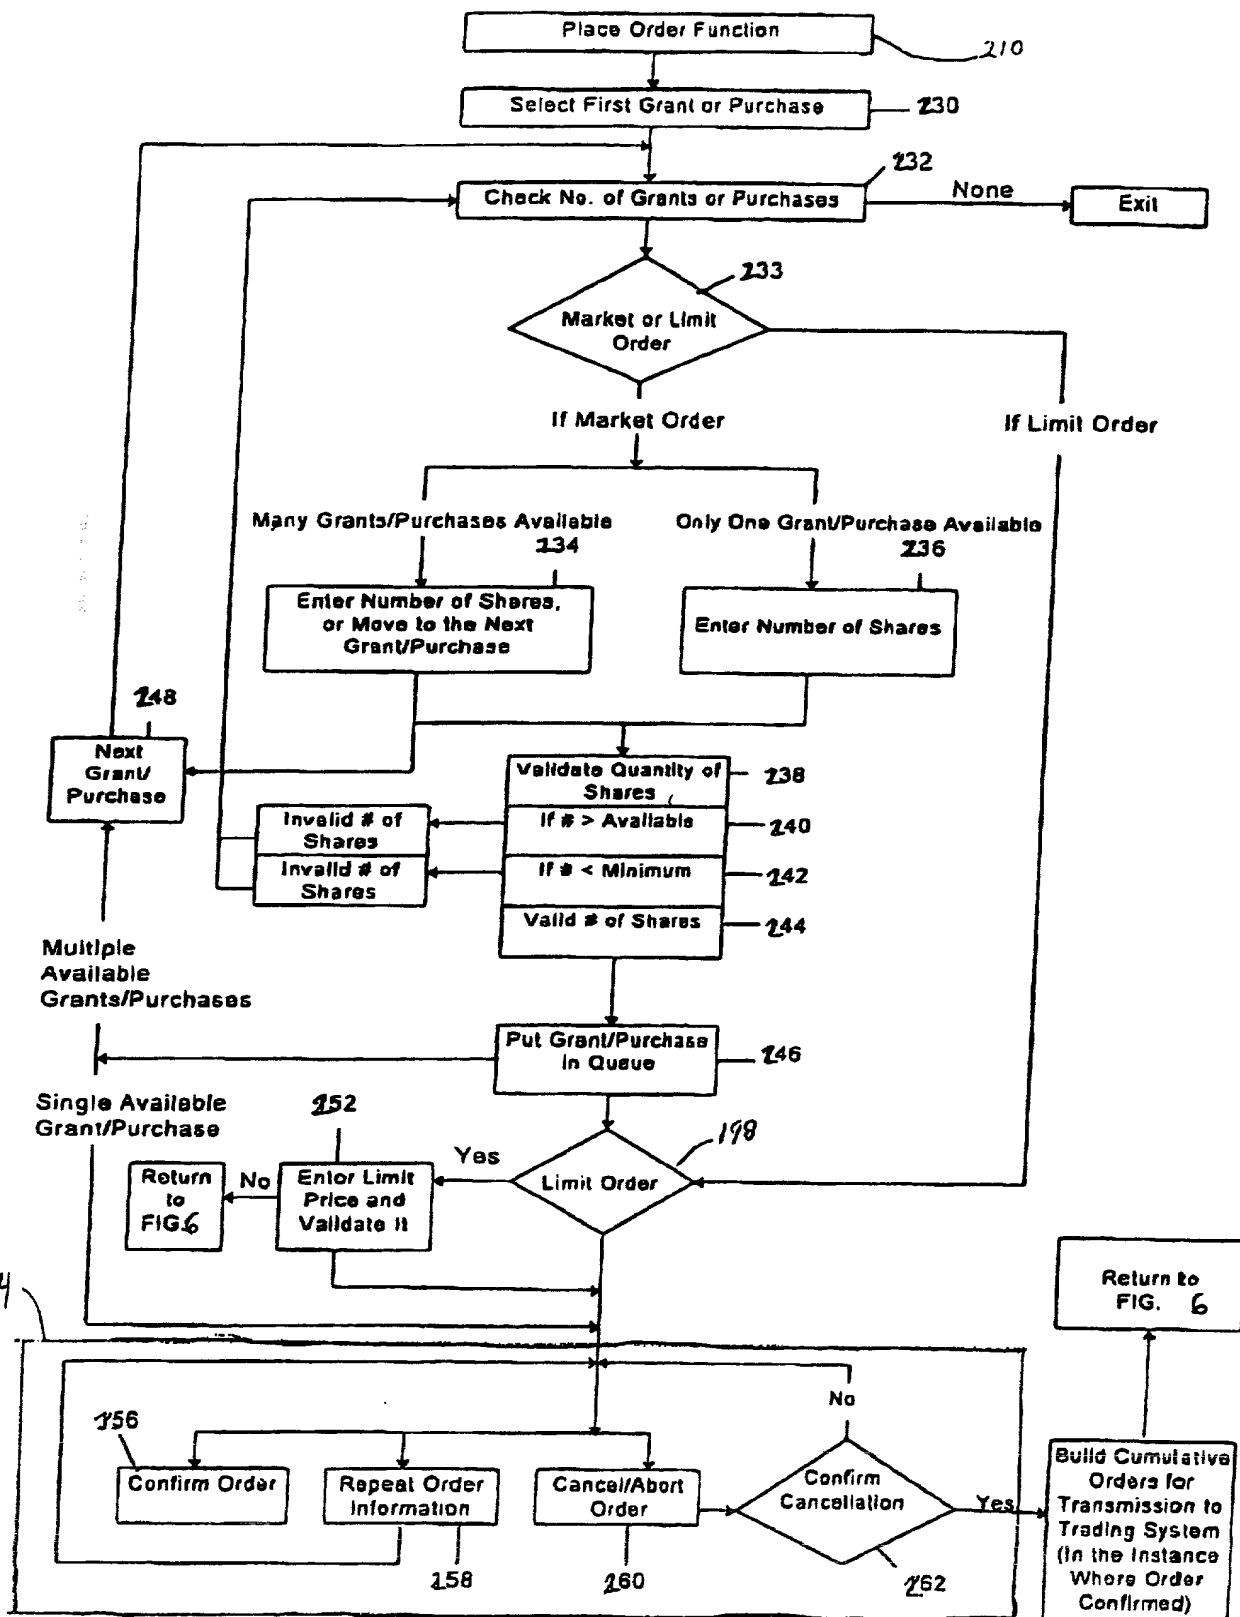 Place Order Function
210
Select First Grant or Purchase
230
232
Check No. of Grants or Purchases
None
Exit
233
Market or Limit
Order
If Market Order
If Limit Order
Many Grants/Purchases Available
234
Only One Grant/Purchase Available
236
Enter Number of Shares,
or Move to the Next
Grant/Purchase
Enter Number of Shares
248
Next
Grant/
Purchase
Validate Quantity of
Shares
238
Invalid # of
Shares
If # > Available
240
Invalid # of
Shares
If # < Minimum
242
Valid # of Shares
244
Multiple
Available
Grants/Purchases
Put Grant/Purchase
In Queue
246
Single Available
Grant/Purchase
252
198
Return
to
FIG.6
No
Enter Limit
Price and
Validate It
Yes
Limit Order
4
Return to
FIG. 6
No
256
Confirm Order
Repeat Order
Information
Cancel/Abort
Order
Confirm
Cancellation
Yes
258
260
262
Build Cumulative
Orders for
Transmission to
Trading System
(In the Instance
Where Order
Confirmed)